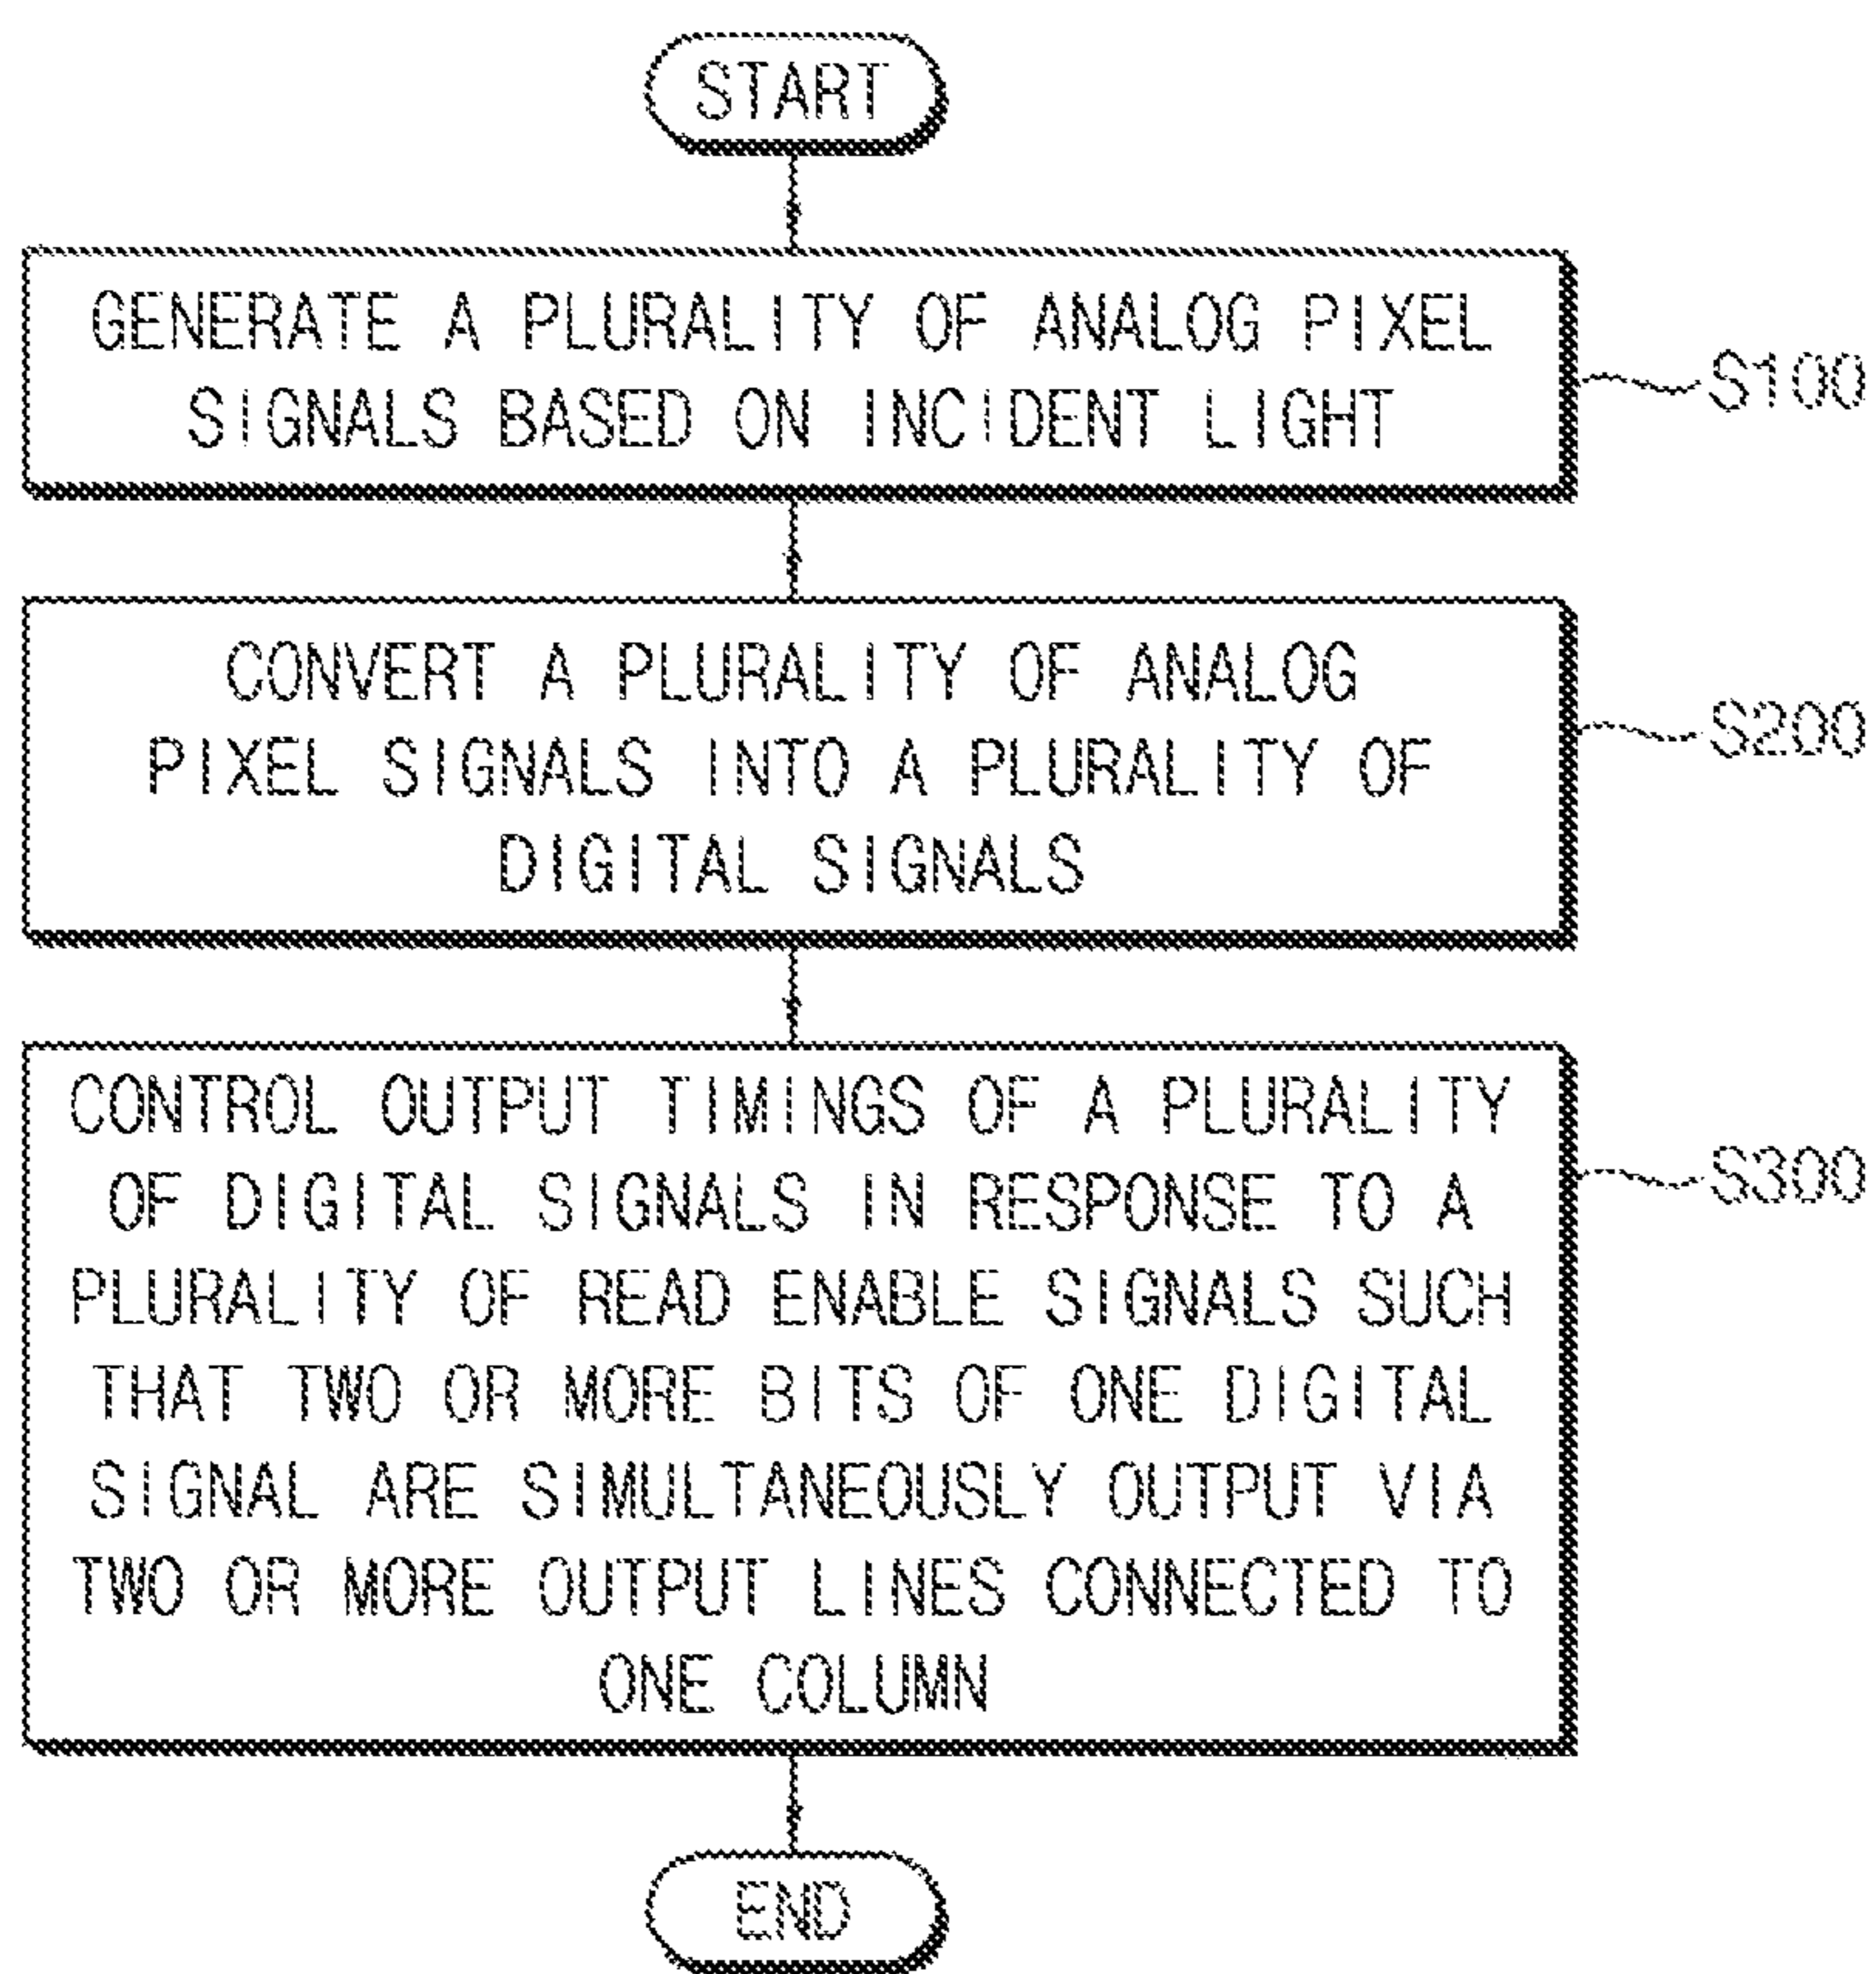 START
GENERATE A PLURALITY OF ANALOG PIXEL
SIGNALS BASED ON INCIDENT LIGHT
S100
CONVERT A PLURALITY OF ANALOG
PIXEL SIGNALS INTO A PLURALITY OF
DIGITAL SIGNALS
S200
CONTROL OUTPUT TIMINGS OF A PLURALITY
OF DIGITAL SIGNALS IN RESPONSE TO A
PLURALITY OF READ ENABLE SIGNALS SUCH
THAT TWO OR MORE BITS OF ONE DIGITAL
SIGNAL ARE SIMULTANEOUSLY OUTPUT VIA
TWO OR MORE OUTPUT LINES CONNECTED TO
ONE COLUMN
S300
END